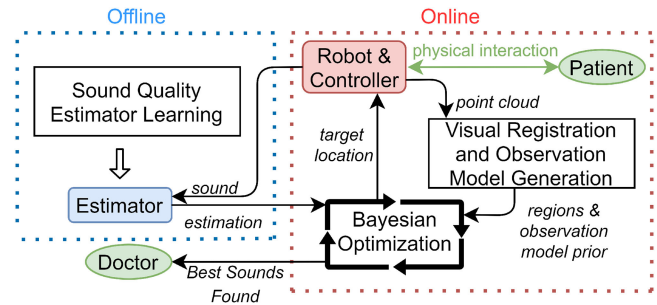 Offline
Online
Sound Quality
Estimator Learning
Robot &
Controller
physical interaction
Patient
point cloud
target
location
Visual Registration
and Observation
Model Generation
sound
Estimator
estimation
Bayesian
Optimization
regions &
observation
model prior
Doctor
Best Sounds
Found